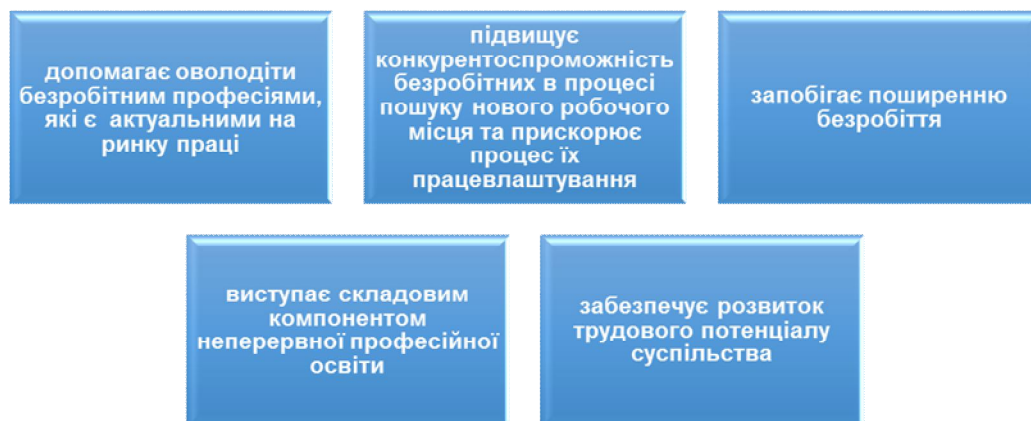 допомагає оволодіти
безробітним професіями,
які є актуальними на
ринку праці
підвищує
конкурентоспроможність
безробітних в процесі
пошуку нового робочого
місця та прискорює
процес їх
працевлаштування
запобігає поширенню
безробіття
виступає складовим
компонентом
неперервної професійної
освіти
забезпечує розвиток
трудового потенціалу
суспільства